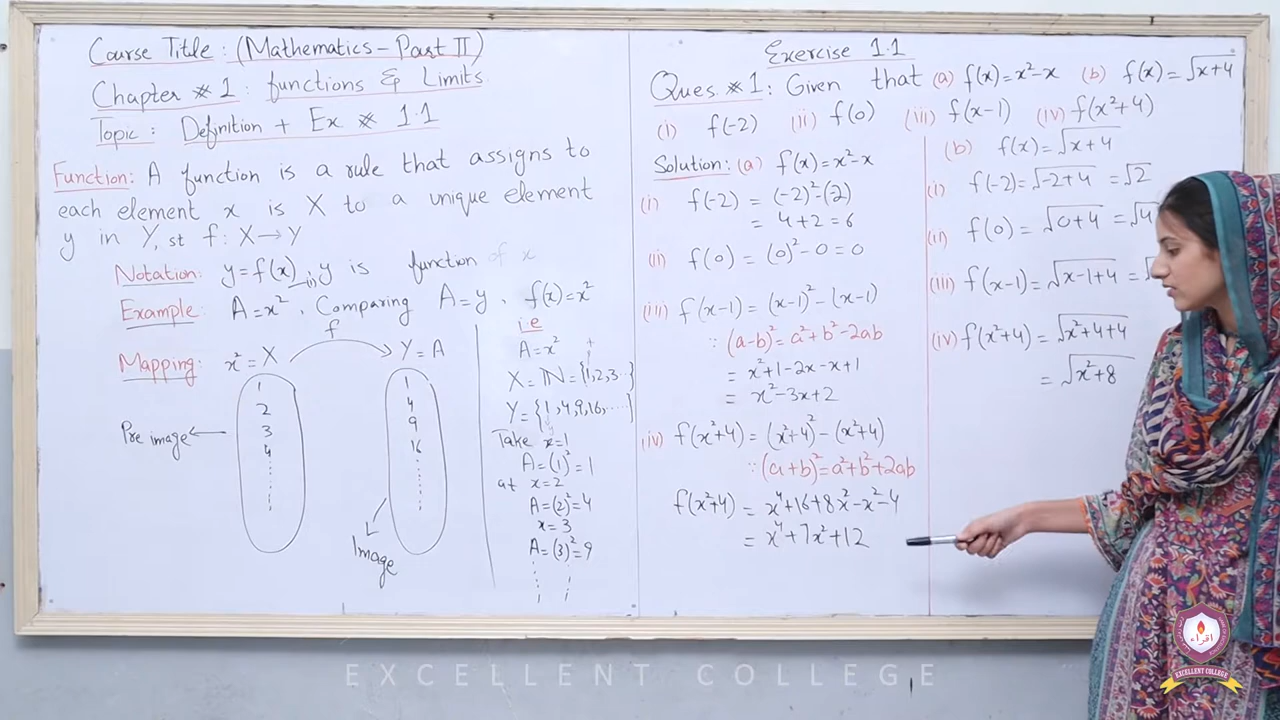 Course Title : (Mathematics - Part II)
Chapter # 1 : functions & Limits
Topic : Definition + Ex # 1.1
Function: A function is a rule that assigns to
each element x is X to a unique element
y in Y, st f: X → Y
Notation: y = f(x) y is function of x
Example: A = x², Comparing A = y, f(x) = x²
Mapping: x² = X f Y = A
1
2
3
4
Pre image
1
4
9
16
Image
i.e
A = x²
X = ℕ = {1,2,3..}
Y = {1,4,9,16,.....}
Take x = 1
A = (1)² = 1
at x = 2
A = (2)² = 4
x = 3
A = (3)² = 9
Exercise 1.1
Ques. # 1 : Given that (a) f(x) = x² - x (b) f(x) = √x+4
(i) f(-2) (ii) f(0) (iii) f(x-1) (iv) f(x²+4)
Solution: (a) f(x) = x² - x
(i) f(-2) = (-2)² - (2)
= 4 + 2 = 6
(ii) f(0) = (0)² - 0 = 0
(iii) f(x-1) = (x-1)² - (x-1)
∵ (a-b)² = a² + b² - 2ab
= x² + 1 - 2x - x + 1
= x² - 3x + 2
(iv) f(x²+4) = (x²+4)² - (x²+4)
∵ (a+b)² = a² + b² + 2ab
f(x²+4) = x⁴ + 16 + 8x² - x² - 4
= x⁴ + 7x² + 12
(b) f(x) = √x+4
(i) f(-2) = √-2+4 = √2
(ii) f(0) = √0+4 = √4
(iii) f(x-1) = √x-1+4 =
(iv) f(x²+4) = √x²+4+4
= √x²+8
EXCELLENT COLLEGE
اقراء
EXCELLENT COLLEGE